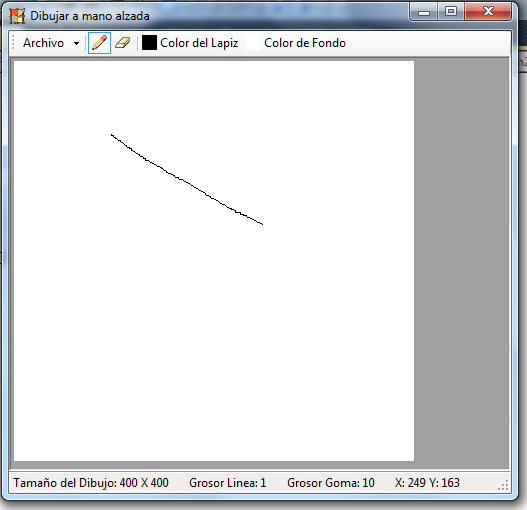 Dibujar a mano alzada
Archivo Color del Lapiz Color de Fondo
Tamaño del Dibujo: 400 X 400 Grosor Linea: 1 Grosor Goma: 10 X: 249 Y: 163